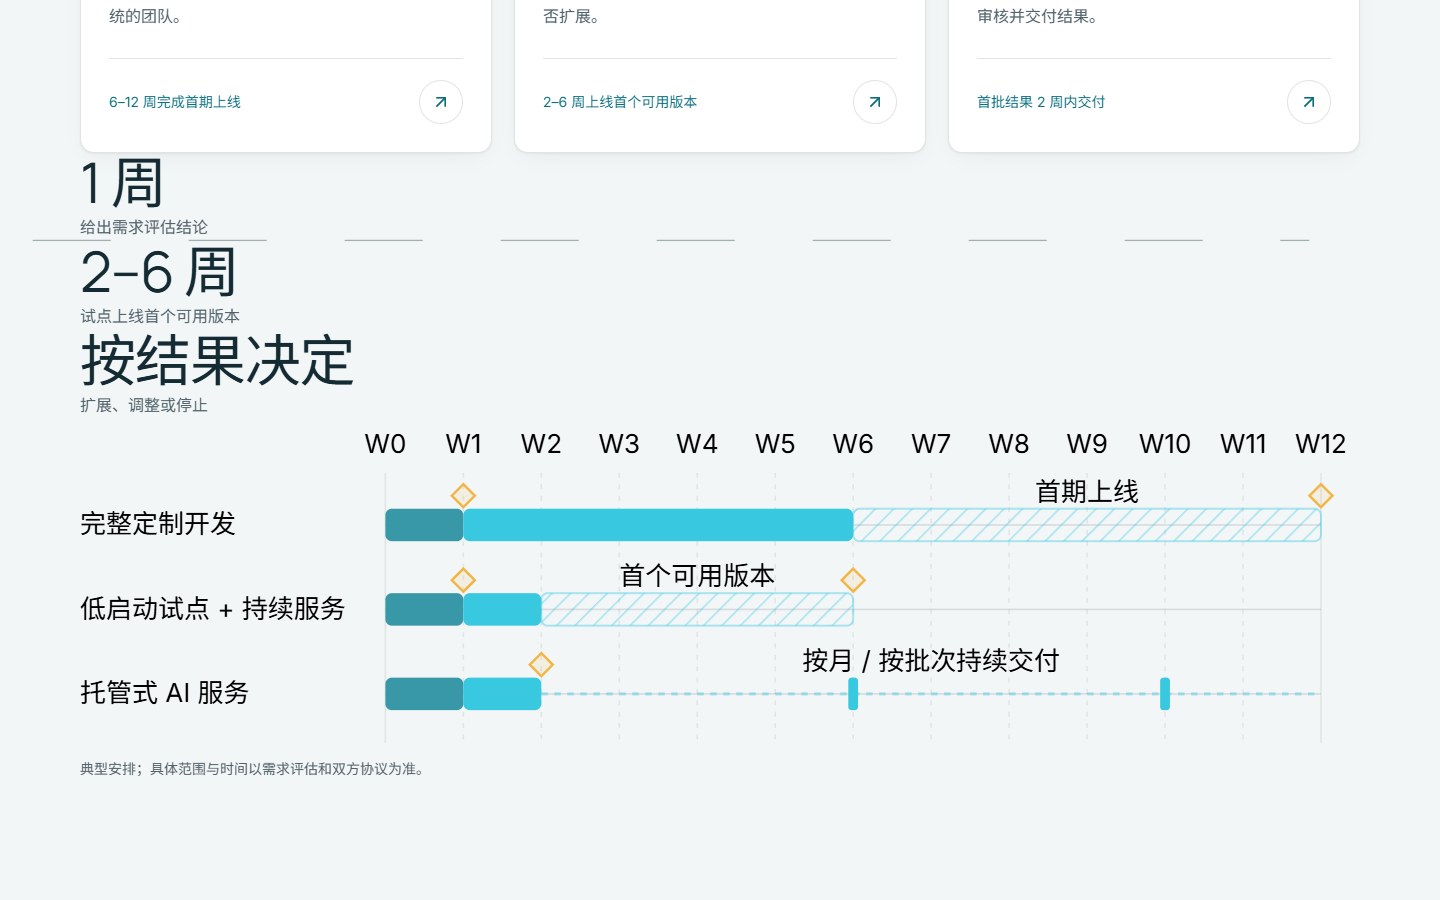 统的团队。
否扩展。
审核并交付结果。
6–12 周完成首期上线
2–6 周上线首个可用版本
首批结果 2 周内交付
1 周
给出需求评估结论
2–6 周
试点上线首个可用版本
按结果决定
扩展、调整或停止
W0 W1 W2 W3 W4 W5 W6 W7 W8 W9 W10 W11 W12
首期上线
完整定制开发
首个可用版本
低启动试点 + 持续服务
按月 / 按批次持续交付
托管式 AI 服务
典型安排；具体范围与时间以需求评估和双方协议为准。